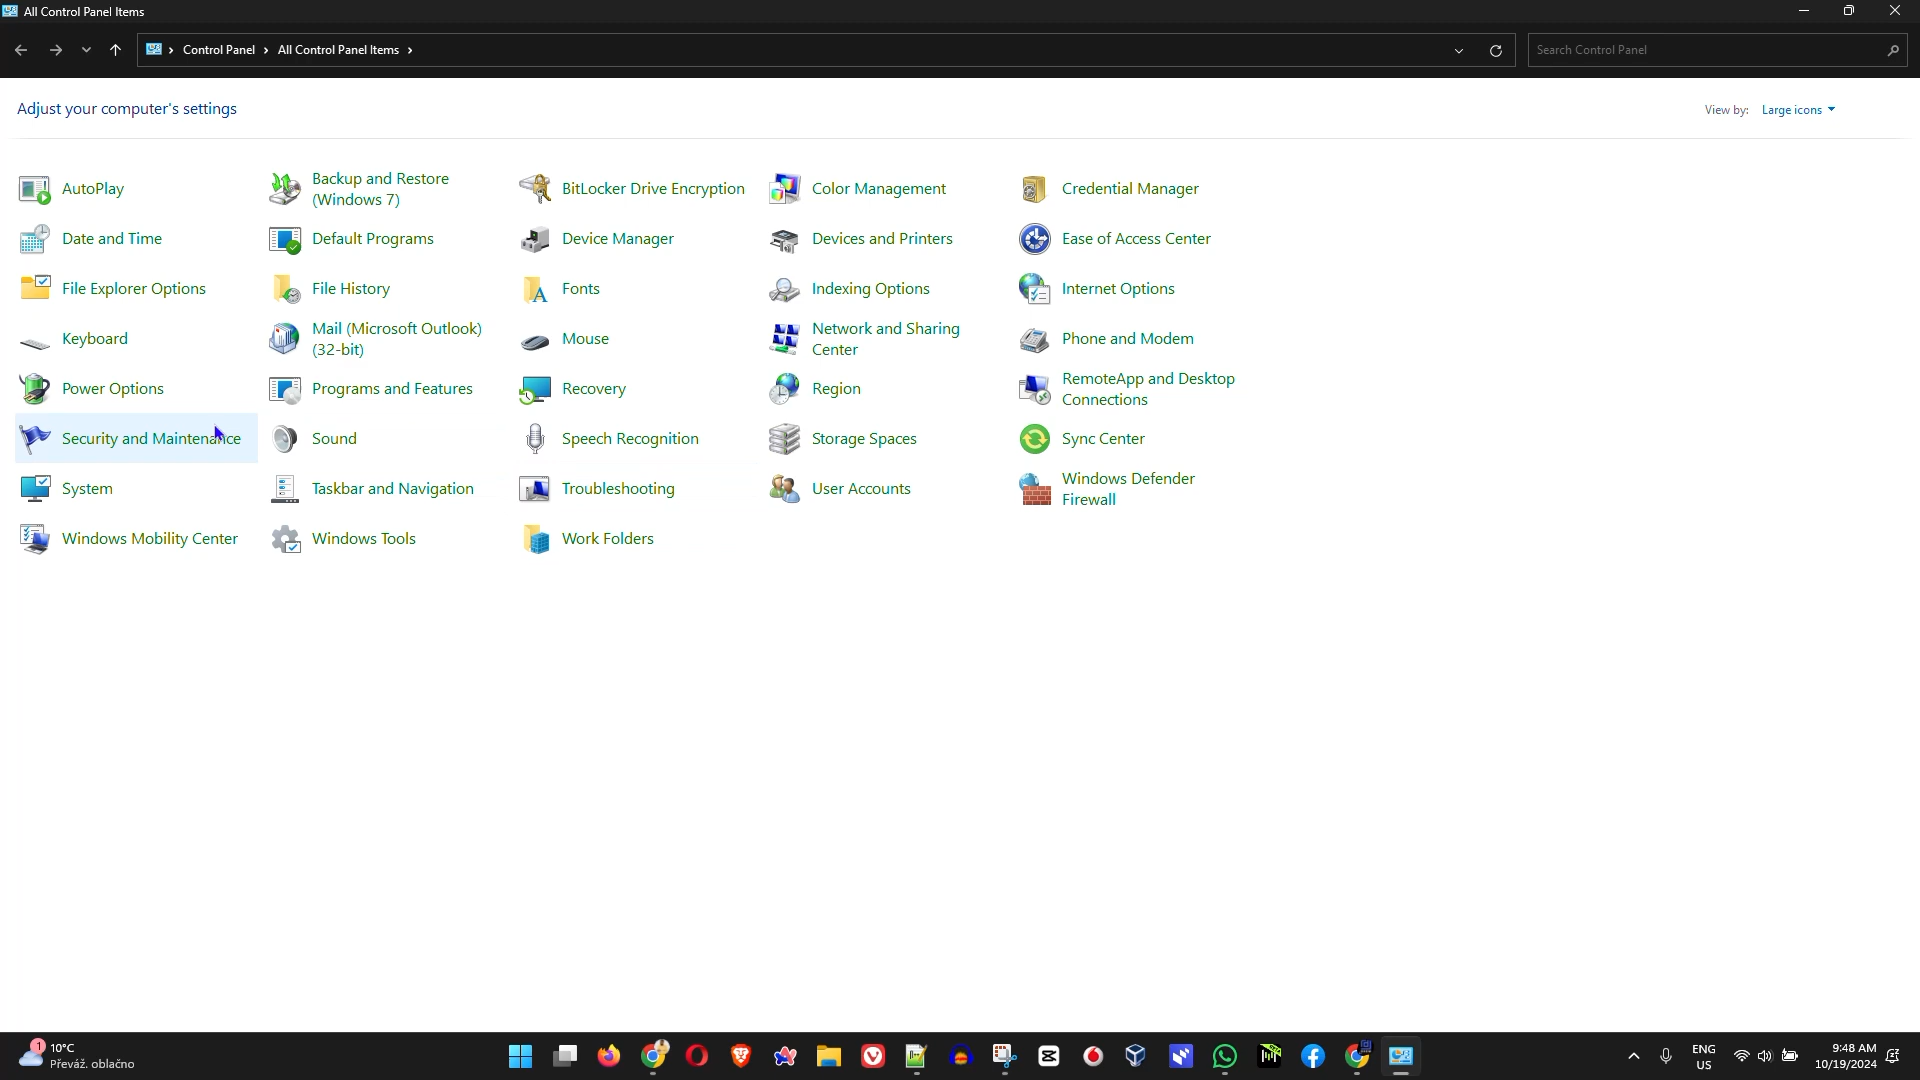 All Control Panel Items
Control Panel
All Control Panel Items
Search Control Panel
Adjust your computer's settings
View by: Large icons
AutoPlay
Backup and Restore
(Windows 7)
BitLocker Drive Encryption
Color Management
Credential Manager
Date and Time
Default Programs
Device Manager
Devices and Printers
Ease of Access Center
File Explorer Options
File History
Fonts
Indexing Options
Internet Options
Keyboard
Mail (Microsoft Outlook)
(32-bit)
Mouse
Network and Sharing
Center
Phone and Modem
Power Options
Programs and Features
Recovery
Region
RemoteApp and Desktop
Connections
Security and Maintenance
Sound
Speech Recognition
Storage Spaces
Sync Center
System
Taskbar and Navigation
Troubleshooting
User Accounts
Windows Defender
Firewall
Windows Mobility Center
Windows Tools
Work Folders
1
10°C
Převáž. oblačno
ENG
US
9:48 AM
10/19/2024